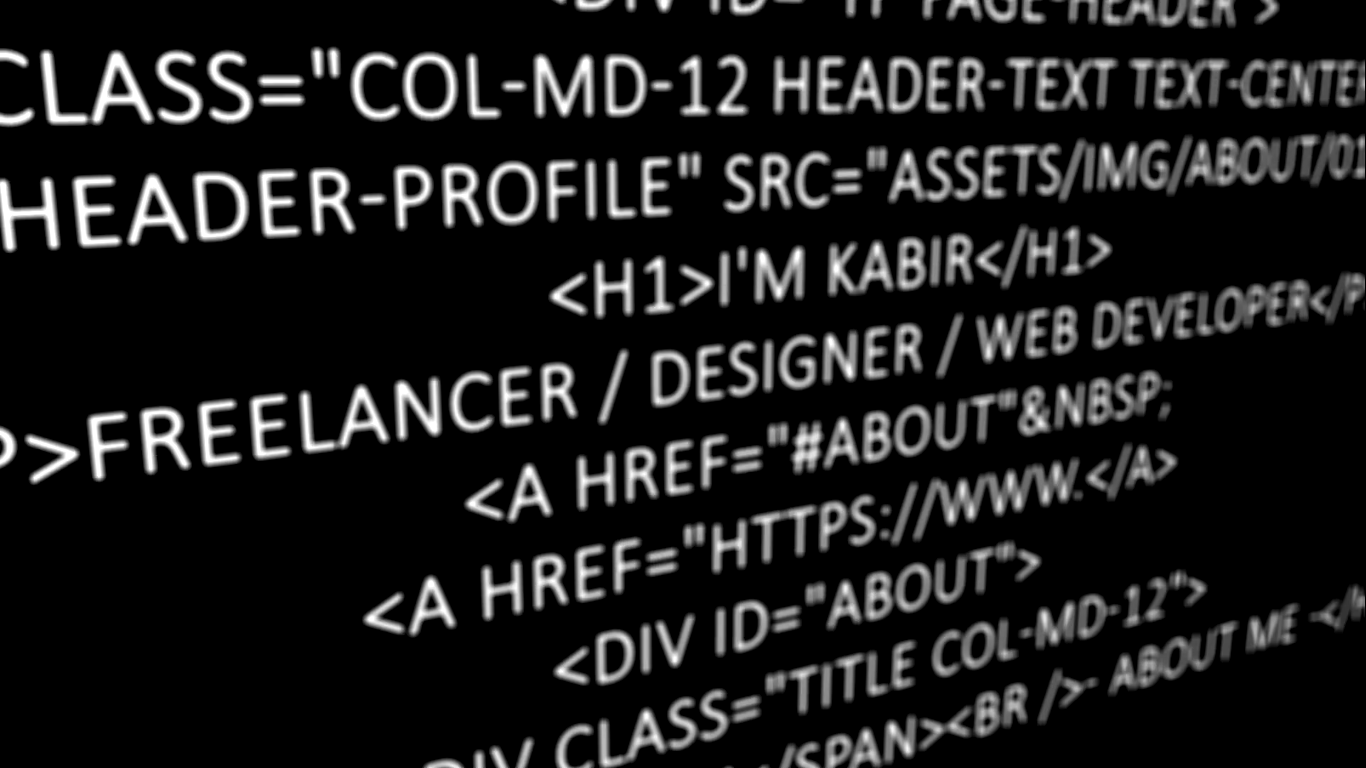 <DIV ID="TF-PAGE-HEADER">
CLASS="COL-MD-12 HEADER-TEXT TEXT-CENTER
HEADER-PROFILE" SRC="ASSETS/IMG/ABOUT/01
<H1>I'M KABIR</H1>
P>FREELANCER / DESIGNER / WEB DEVELOPER</P
<A HREF="#ABOUT"&NBSP;
<A HREF="HTTPS://WWW.</A>
<DIV ID="ABOUT">
DIV CLASS="TITLE COL-MD-12">
</SPAN><BR />- ABOUT ME -</H